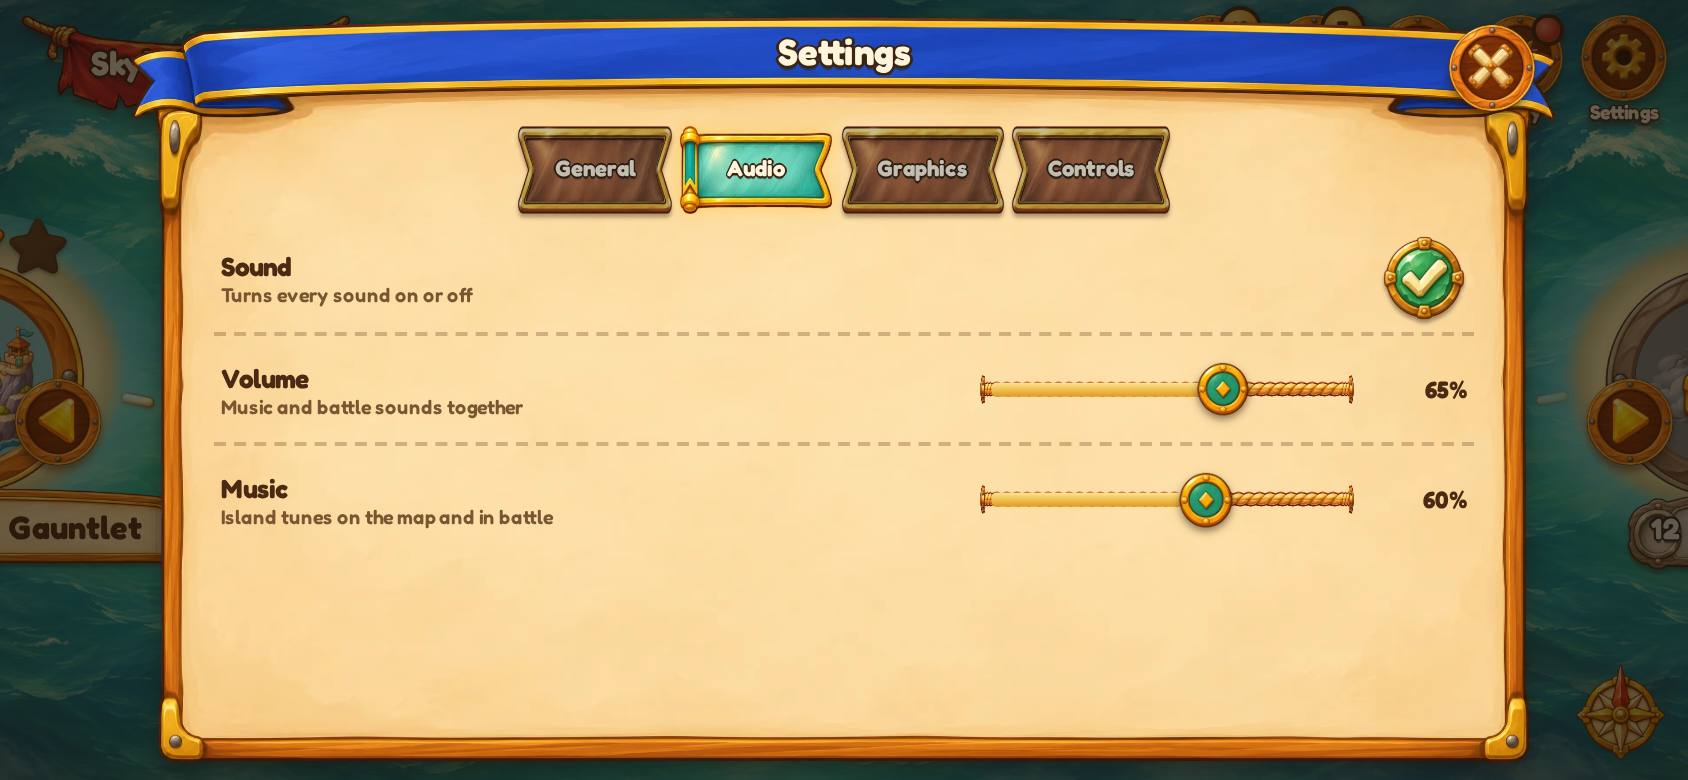 Settings
Sky
Settings
General
Audio
Graphics
Controls
Sound
Turns every sound on or off
Volume
Music and battle sounds together
65%
Music
Island tunes on the map and in battle
60%
Gauntlet
12